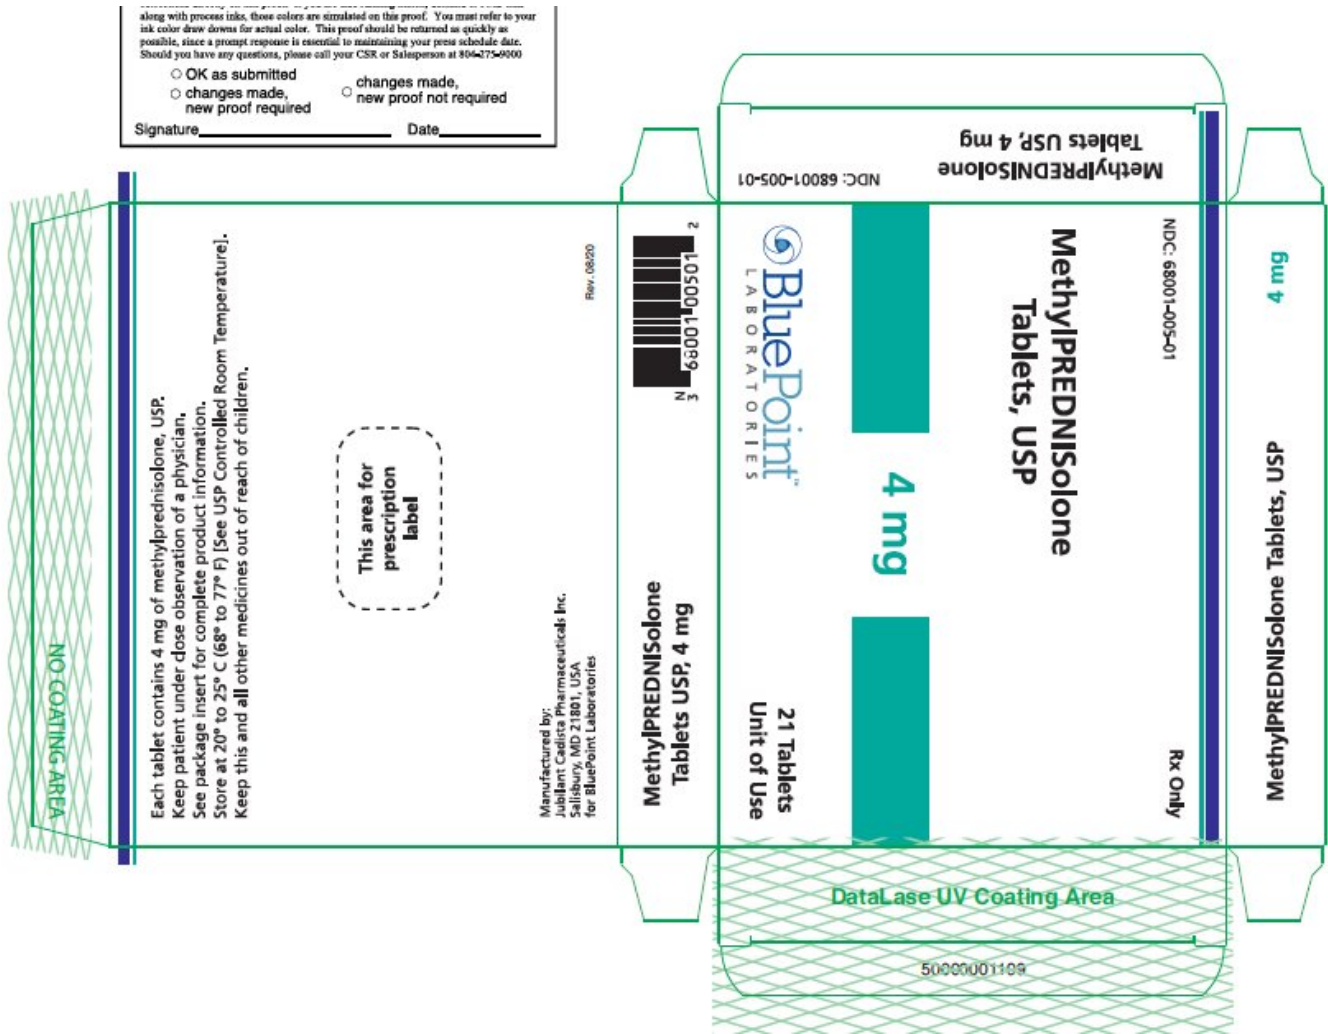 along with process inks, those colors are simulated on this proof. You must refer to your
ink color draw downs for actual color. This proof should be returned as quickly as
possible, since a prompt response is essential to maintaining your press schedule date.
Should you have any questions, please call your CSR or Salesperson at 804-275-9000
OK as submitted
changes made,
new proof required
changes made,
new proof not required
Signature
Date
NO COATING AREA
Each tablet contains 4 mg of methylprednisolone, USP.
Keep patient under dose observation of a physician.
See package insert for complete product information.
Store at 20° to 25° C (68° to 77° F) [See USP Controlled Room Temperature].
Keep this and all other medicines out of reach of children.
This area for
prescription
label
Manufactured by:
Jubilant Cadista Pharmaceuticals Inc.
Salisbury, MD 21801, USA
for BluePoint Laboratories
Rev. 08/20
MethylPREDNISolone
Tablets USP, 4 mg
N
3 68001 00501 2
NDC: 68001-005-01
MethylPREDNISolone
Tablets USP, 4 mg
BluePoint™
LABORATORIES
21 Tablets
Unit of Use
4 mg
MethylPREDNISolone
Tablets, USP
NDC: 68001-005-01
Rx Only
MethylPREDNISolone Tablets, USP
4 mg
DataLase UV Coating Area